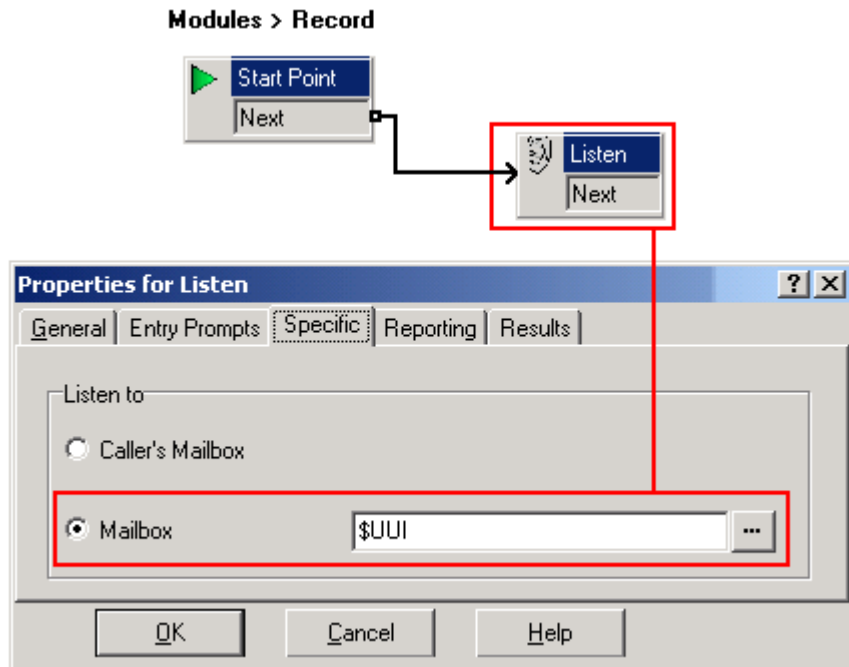 Modules > Record
Start Point
Next
Listen
Next
Properties for Listen
General Entry Prompts Specific Reporting Results
Listen to
Caller's Mailbox
Mailbox $UUI ...
OK Cancel Help